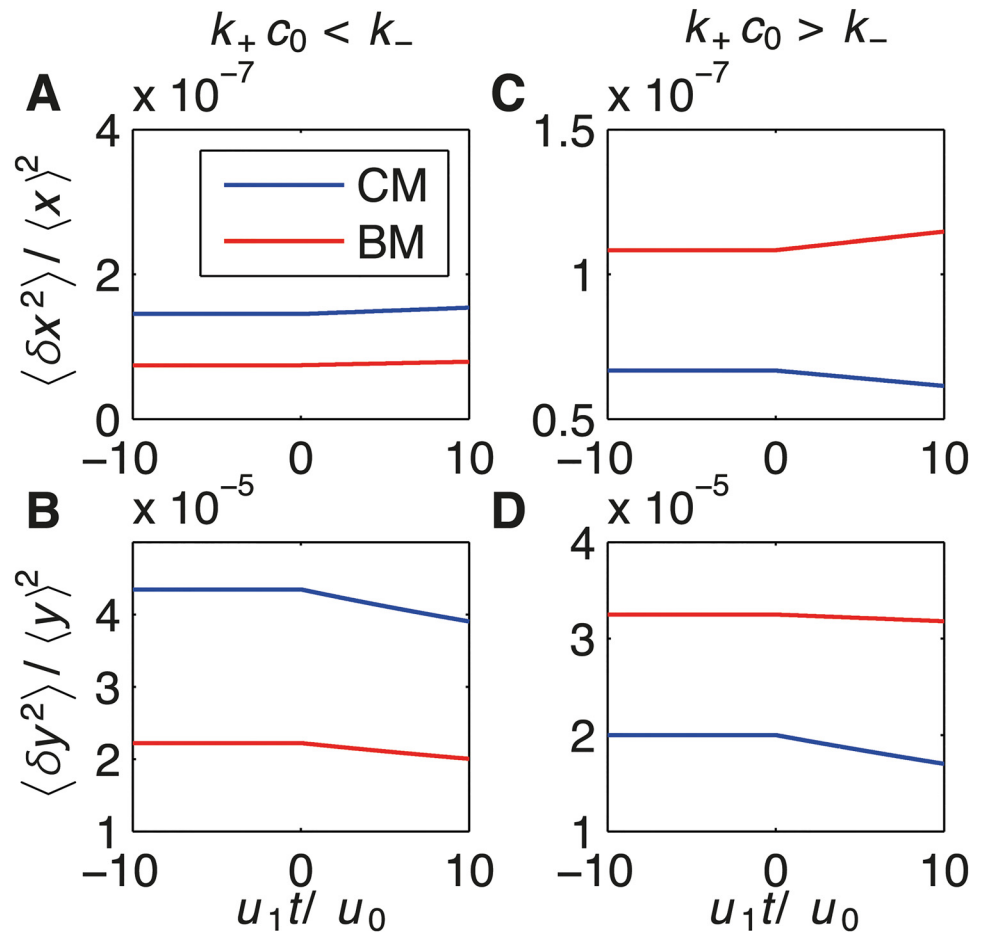 k₊c₀ < k₋
k₊c₀ > k₋
A
x 10⁻⁷
4
2
0
⟨δx²⟩/ ⟨x⟩²
CM
BM
−10 0 10
C
x 10⁻⁷
1.5
1
0.5
−10 0 10
B
x 10⁻⁵
4
3
2
1
⟨δy²⟩/ ⟨y⟩²
−10 0 10
u₁t/ u₀
D
x 10⁻⁵
4
3
2
1
−10 0 10
u₁t/ u₀